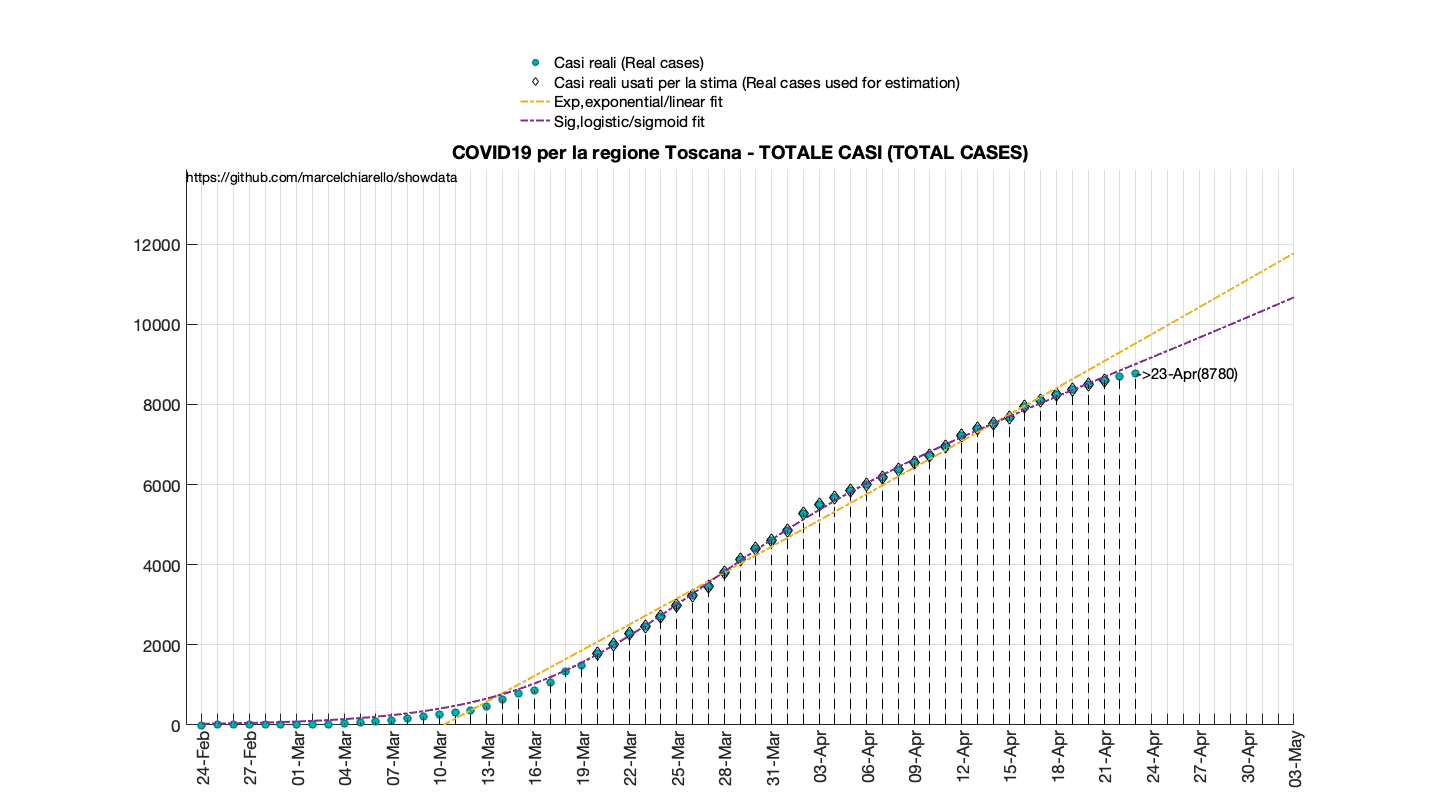 Casi reali (Real cases)
Casi reali usati per la stima (Real cases used for estimation)
Exp,exponential/linear fit
Sig,logistic/sigmoid fit
COVID19 per la regione Toscana - TOTALE CASI (TOTAL CASES)
https://github.com/marcelchiarello/showdata
12000
10000
8000
6000
4000
2000
0
->23-Apr(8780)
24-Feb
27-Feb
01-Mar
04-Mar
07-Mar
10-Mar
13-Mar
16-Mar
19-Mar
22-Mar
25-Mar
28-Mar
31-Mar
03-Apr
06-Apr
09-Apr
12-Apr
15-Apr
18-Apr
21-Apr
24-Apr
27-Apr
30-Apr
03-May